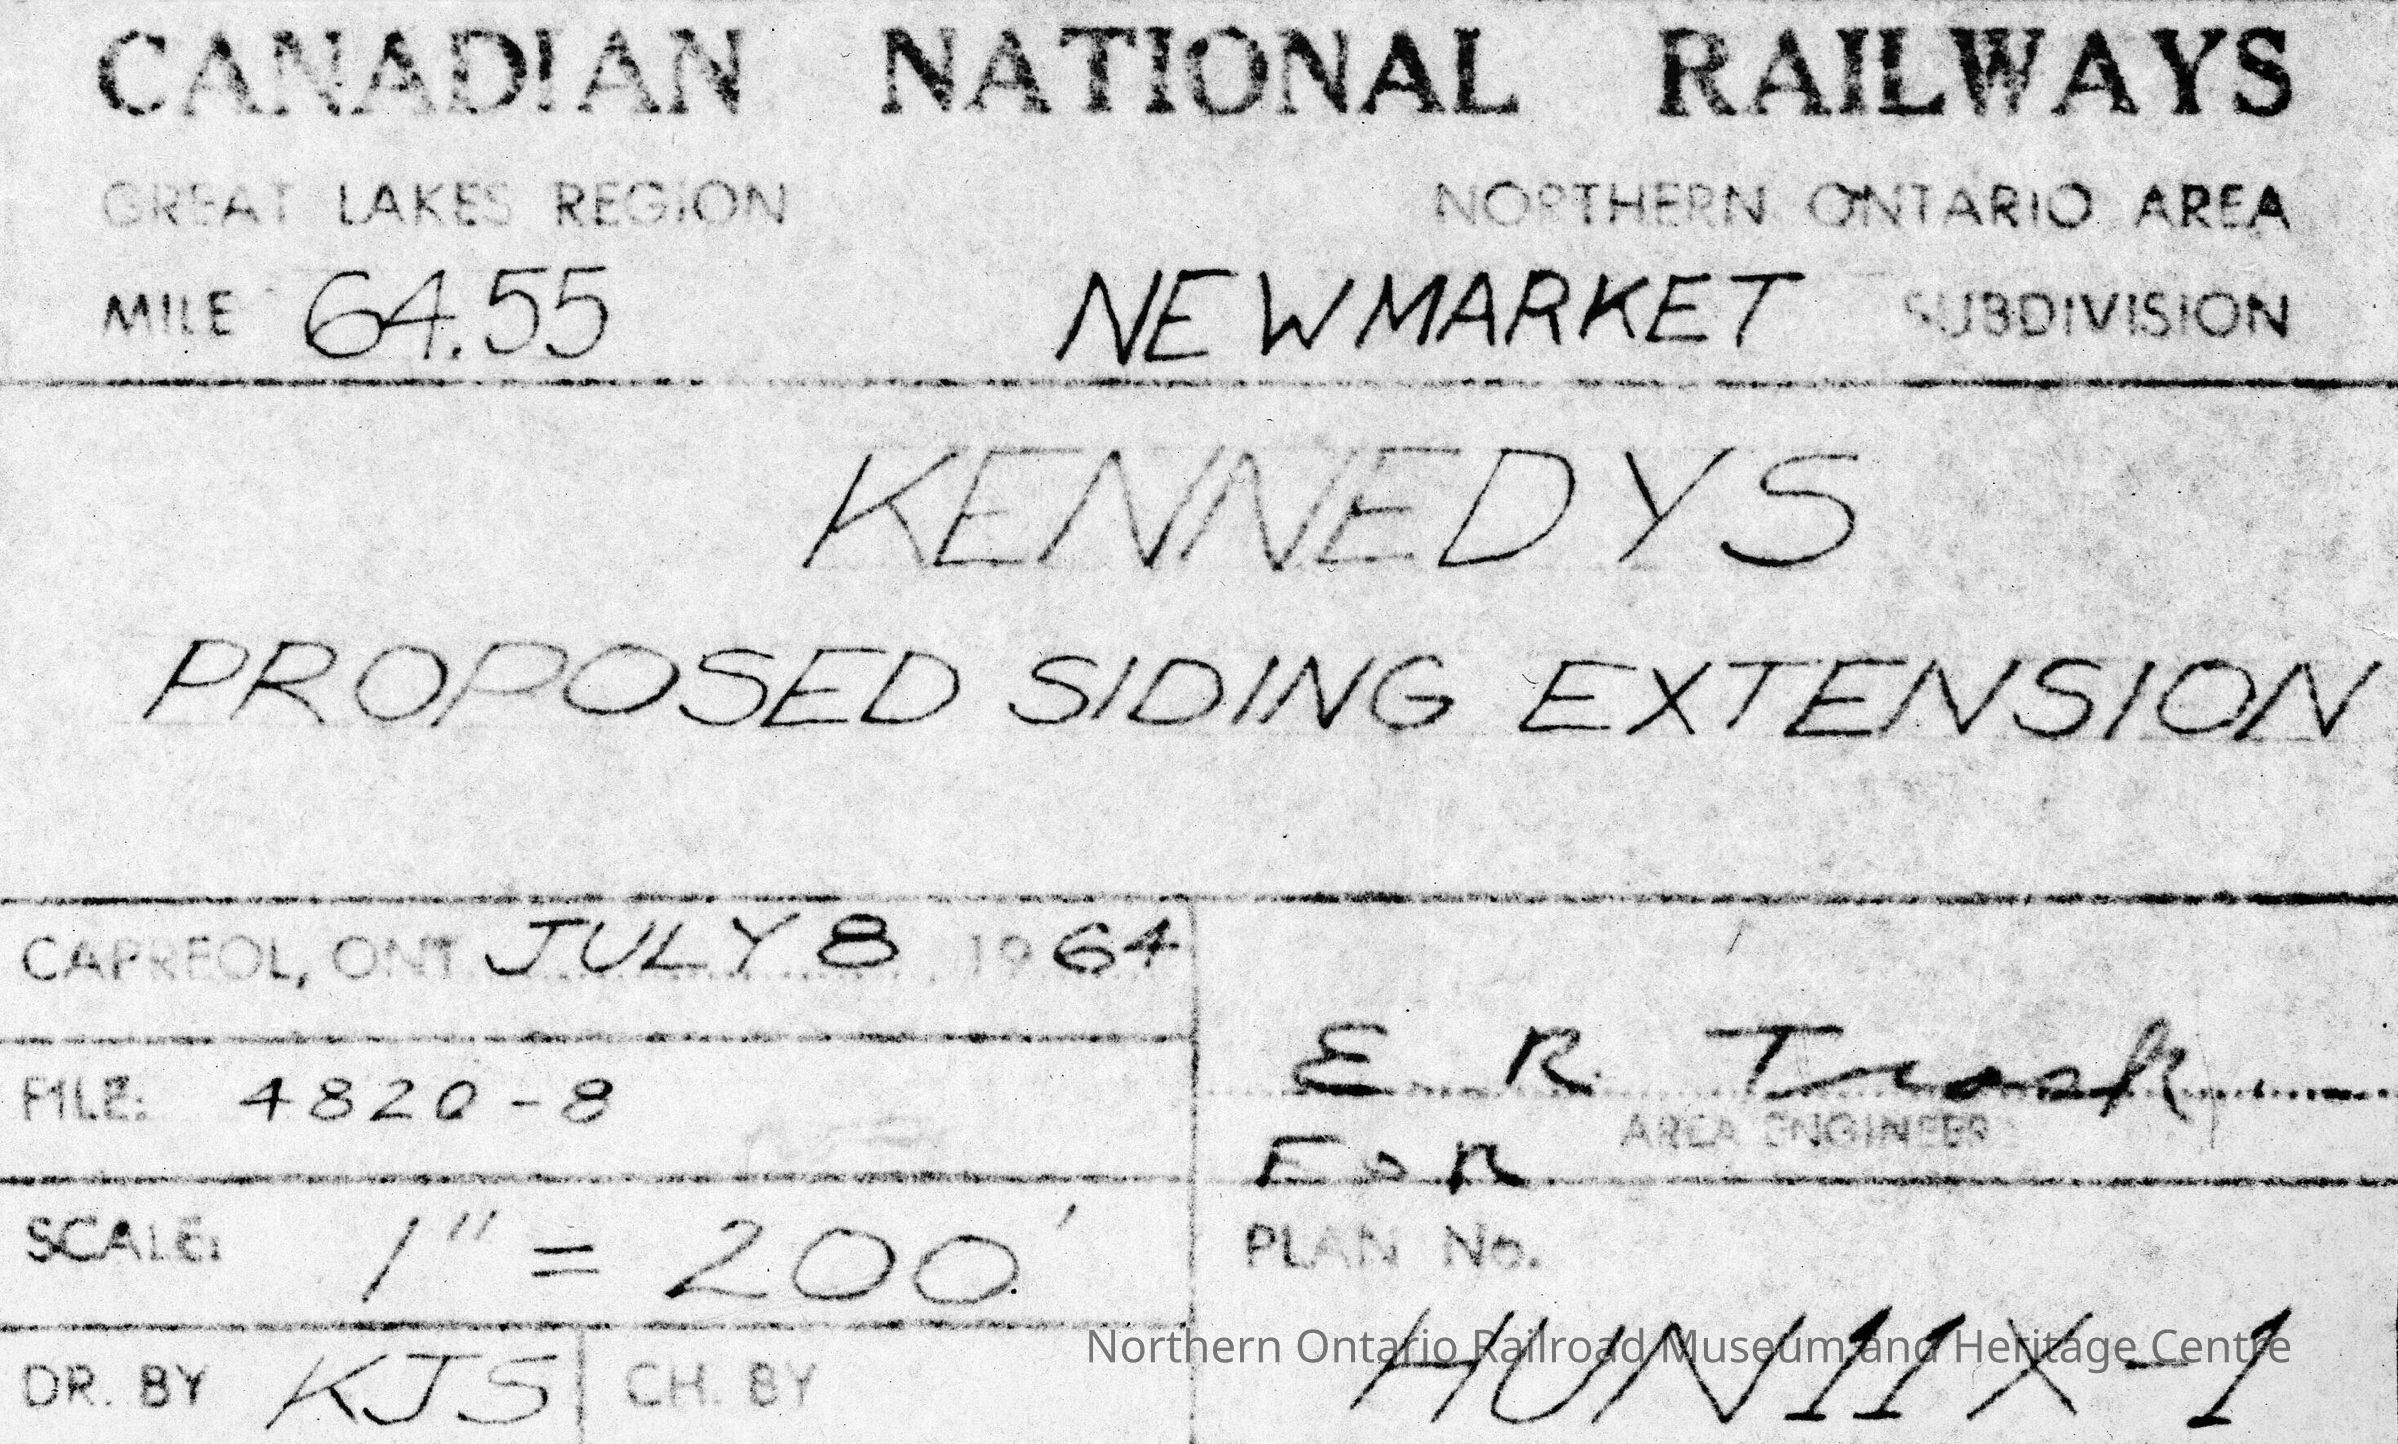 CANADIAN NATIONAL RAILWAYS
GREAT LAKES REGION NORTHERN ONTARIO AREA
MILE 64.55 NEWMARKET SUBDIVISION
KENNEDYS
PROPOSED SIDING EXTENSION
CAPREOL, ONT JULY 8 1964
FILE: 4820-8
E R
AREA ENGINEER
SCALE: 1" = 200'
PLAN No.
HUN11X-1
DR. BY KJS CH. BY
Northern Ontario Railroad Museum and Heritage Centre